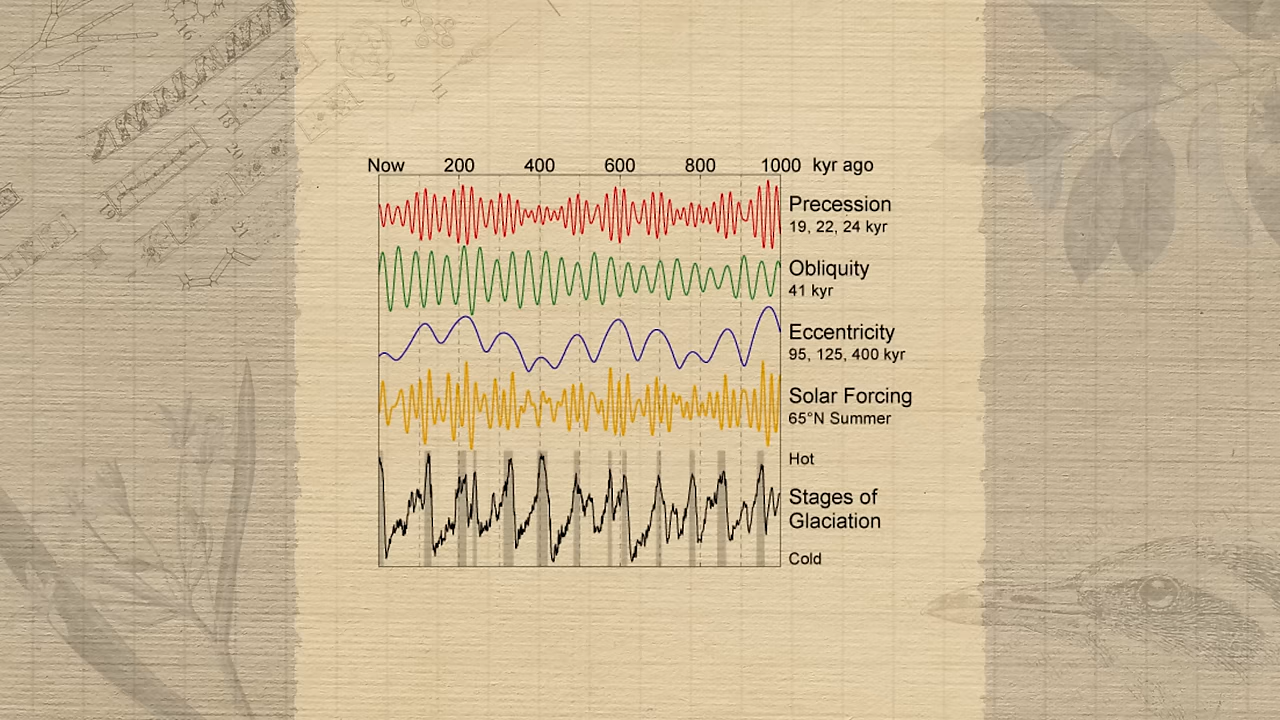 Now 200 400 600 800 1000 kyr ago
Precession
19, 22, 24 kyr
Obliquity
41 kyr
Eccentricity
95, 125, 400 kyr
Solar Forcing
65°N Summer
Hot
Stages of
Glaciation
Cold